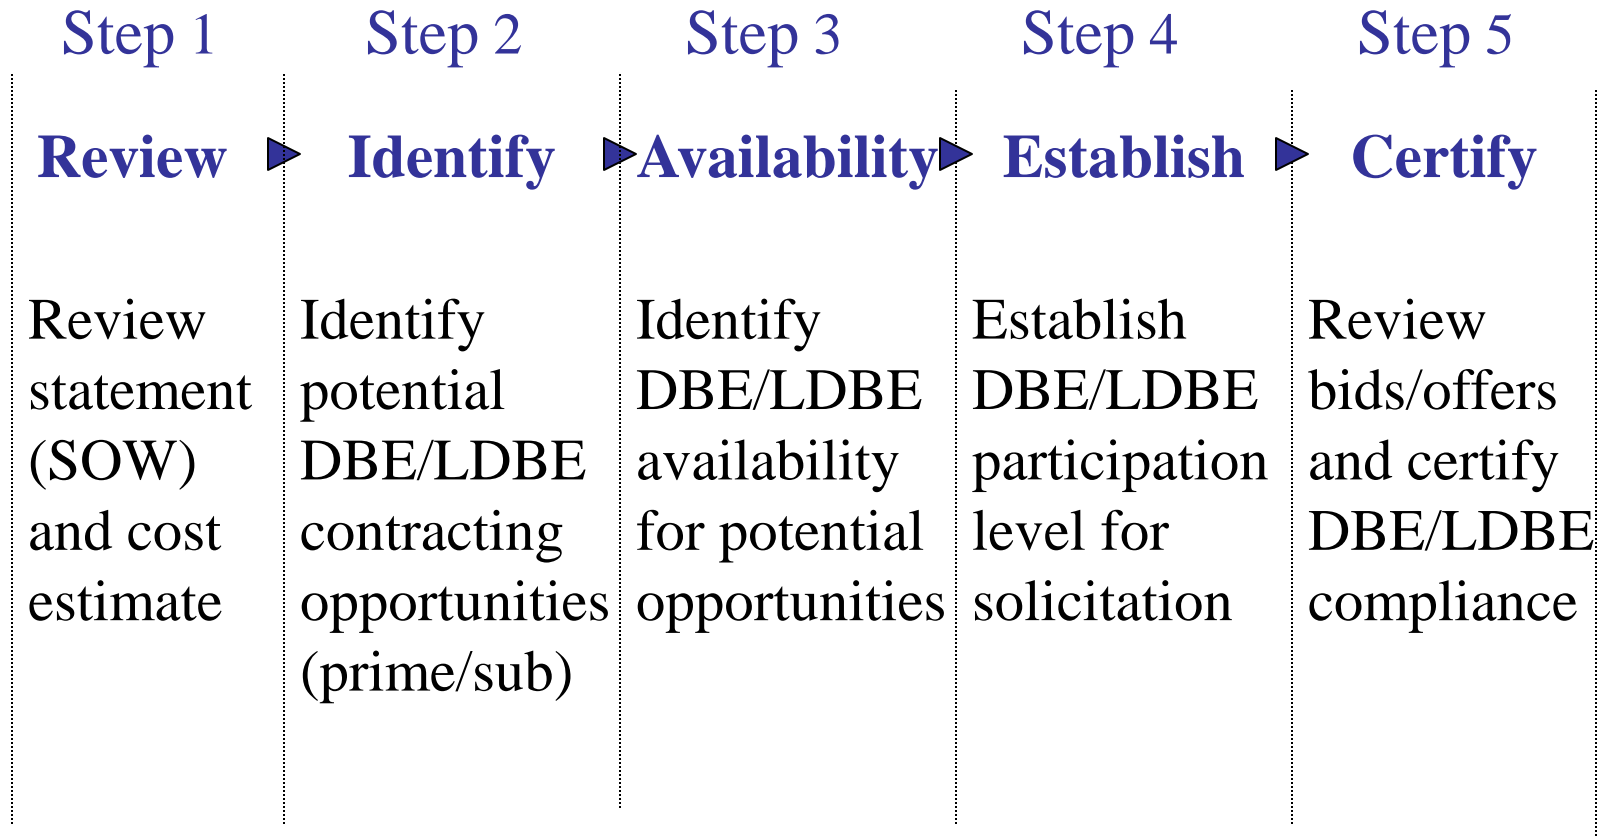 Step 1
Review
Review
statement
(SOW)
and cost
estimate
Step 2
Identify
Identify
potential
DBE/LDBE
contracting
opportunities
(prime/sub)
Step 3
Availability
Identify
DBE/LDBE
availability
for potential
opportunities
Step 4
Establish
Establish
DBE/LDBE
participation
level for
solicitation
Step 5
Certify
Review
bids/offers
and certify
DBE/LDBE
compliance